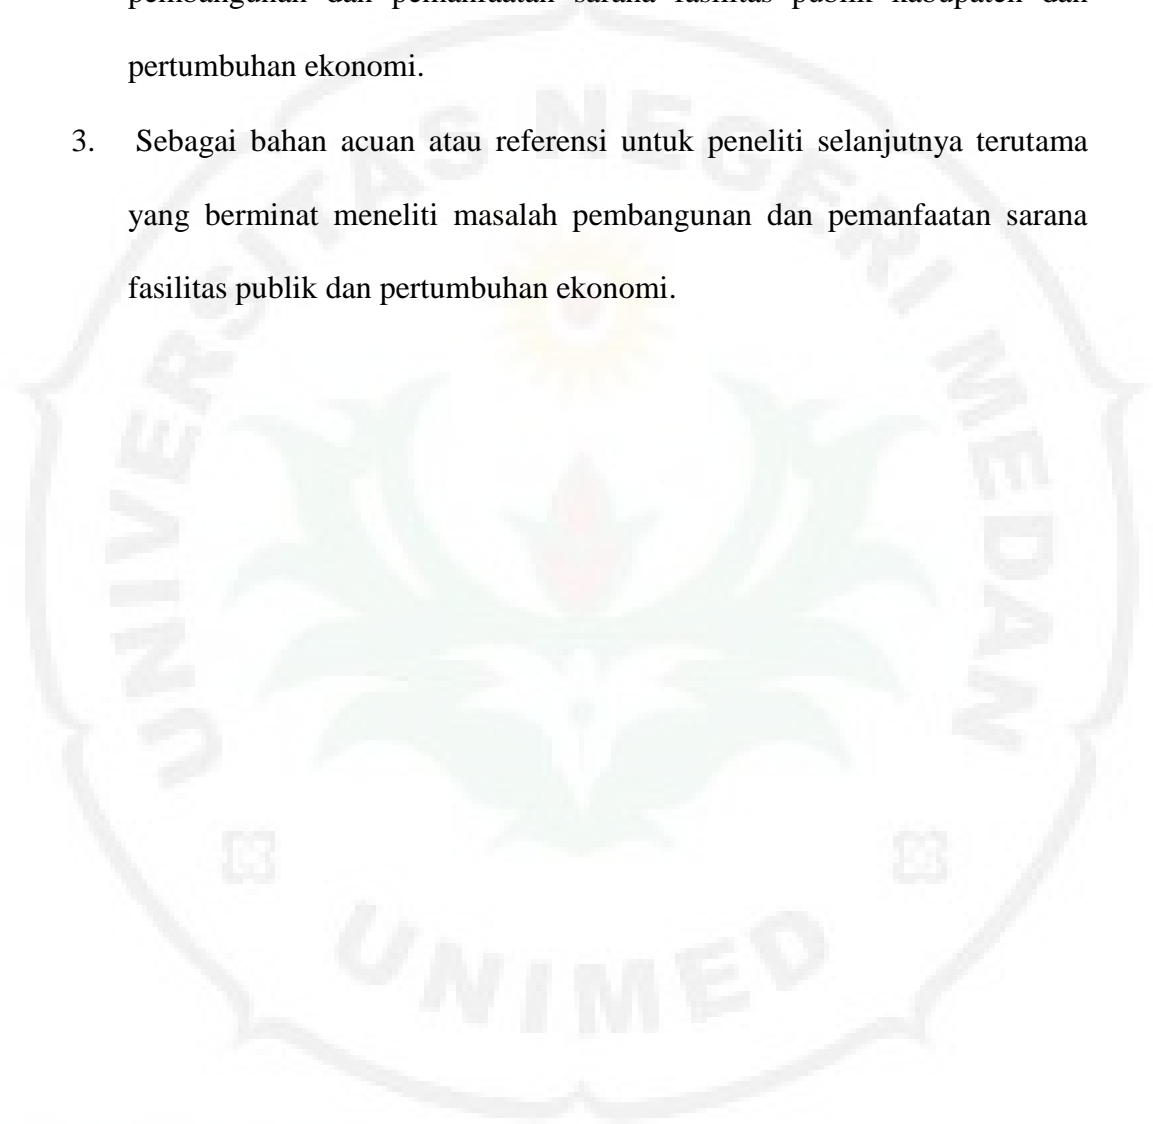 pembangunan dan pemanfaatan sarana fasilitas publik kabupaten dan
pertumbuhan ekonomi.
3. Sebagai bahan acuan atau referensi untuk peneliti selanjutnya terutama
yang berminat meneliti masalah pembangunan dan pemanfaatan sarana
fasilitas publik dan pertumbuhan ekonomi.
UNIVERSITAS NEGERI MEDAN
UNIMED